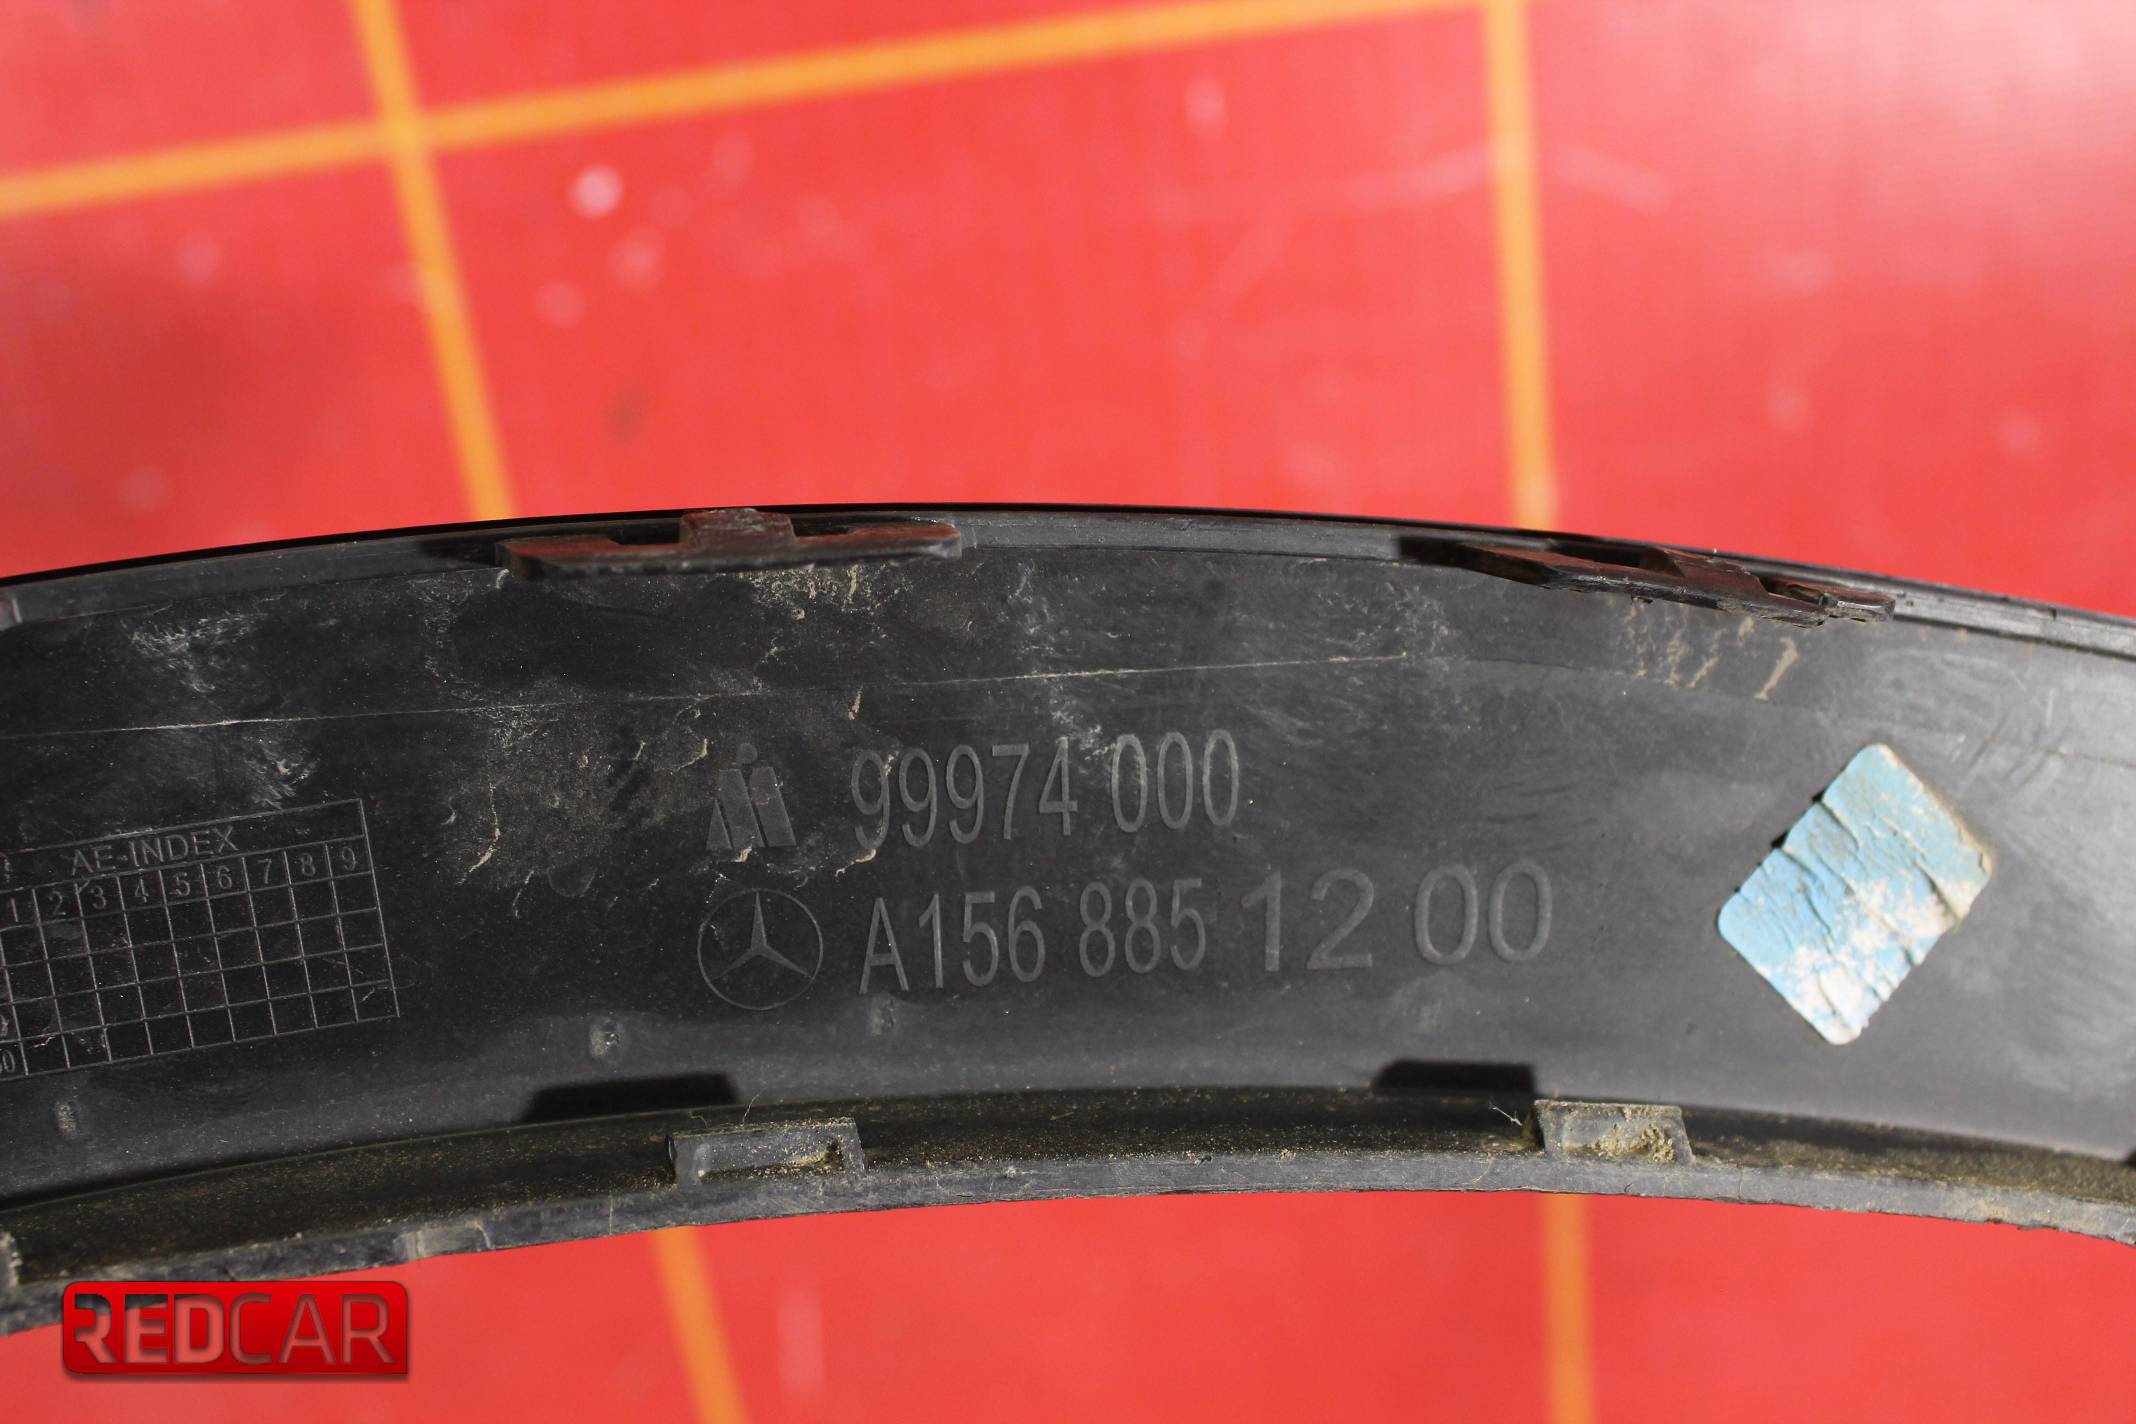 99974 000
A156 885 12 00
AE-INDEX
1 2 3 4 5 6 7 8 9
REDCAR